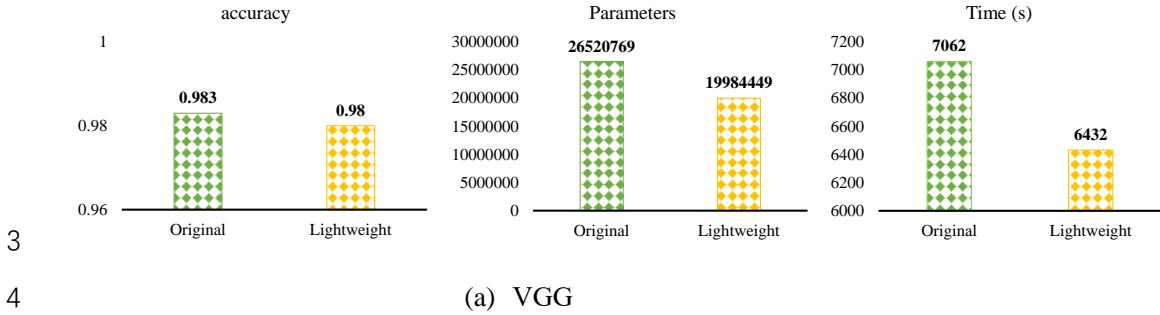 accuracy
1
0.98
0.96
0.983
0.98
Original
Lightweight
Parameters
30000000
25000000
20000000
15000000
10000000
5000000
0
26520769
19984449
Original
Lightweight
Time (s)
7200
7000
6800
6600
6400
6200
6000
7062
6432
Original
Lightweight
3
4
(a) VGG